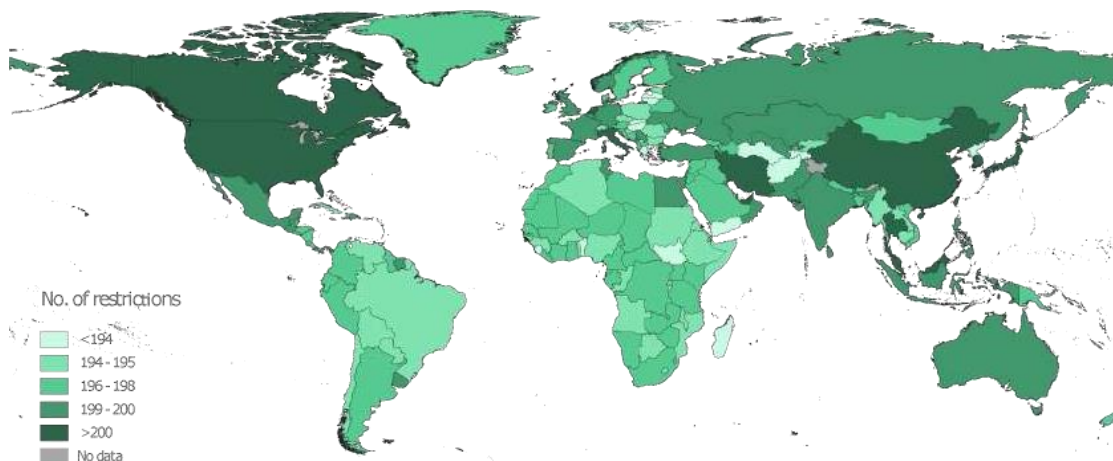 No. of restrictions
<194
194 - 195
196 - 198
199 - 200
>200
No data